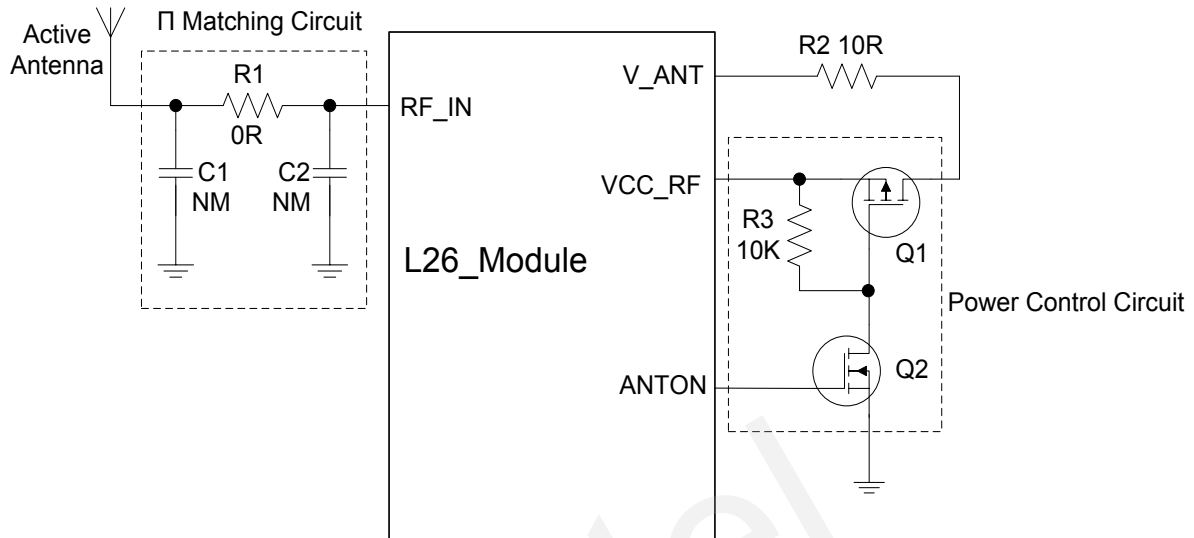 Π Matching Circuit
Active
Antenna
R1
0R
C1
NM
C2
NM
RF_IN
L26_Module
V_ANT
VCC_RF
ANTON
R2 10R
R3
10K
Q1
Q2
Power Control Circuit